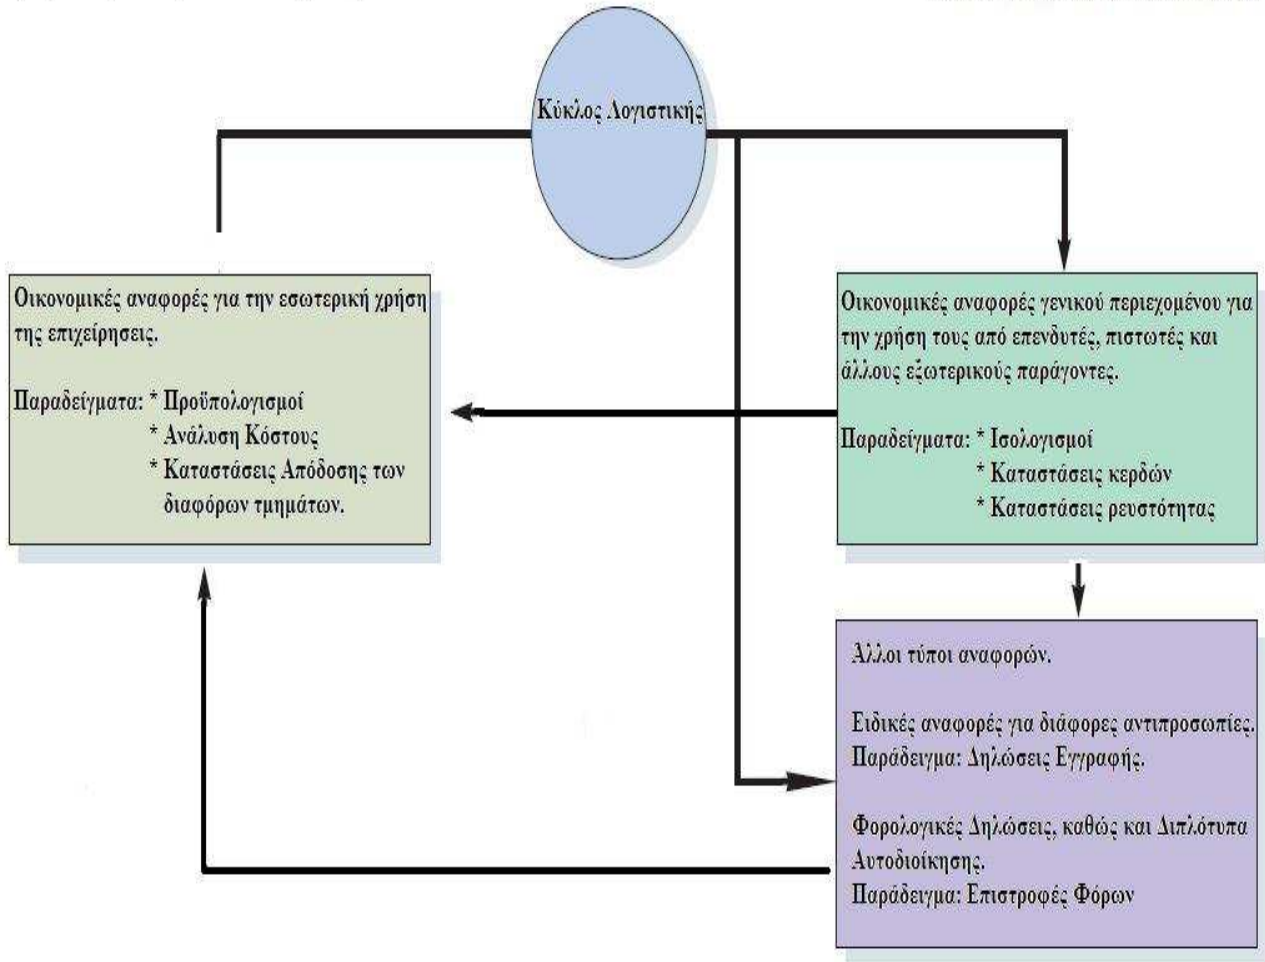 Κύκλος Λογιστικής
Οικονομικές αναφορές για την εσωτερική χρήση
της επιχείρησεις.
Παραδείγματα: * Προϋπολογισμοί
* Ανάλυση Κόστους
* Καταστάσεις Απόδοσης των
διαφόρων τμημάτων.
Οικονομικές αναφορές γενικού περιεχομένου για
την χρήση τους από επενδυτές, πιστωτές και
άλλους εξωτερικούς παράγοντες.
Παραδείγματα: * Ισολογισμοί
* Καταστάσεις κερδών
* Καταστάσεις ρευστότητας
Άλλοι τύποι αναφορών.
Ειδικές αναφορές για διάφορες αντιπροσωπίες.
Παράδειγμα: Δηλώσεις Εγγραφής.
Φορολογικές Δηλώσεις, καθώς και Διπλότυπα
Αυτοδιοίκησης.
Παράδειγμα: Επιστροφές Φόρων